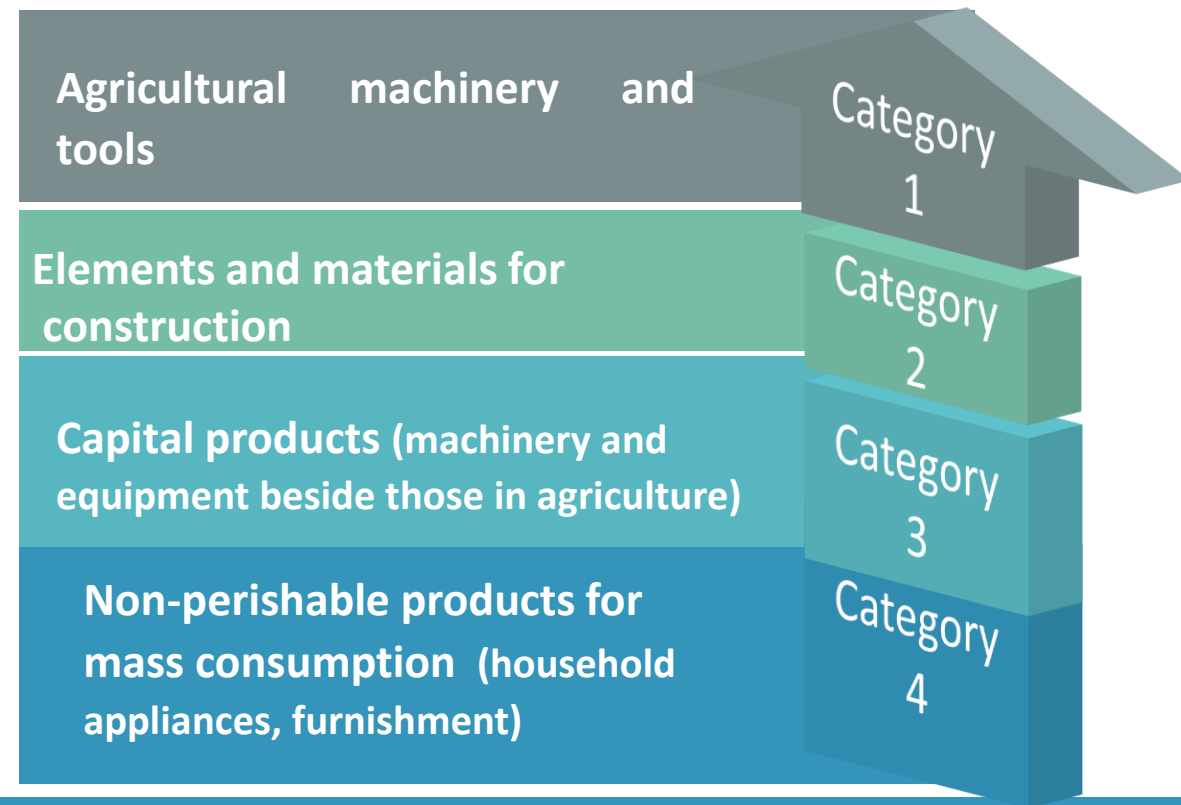 Agricultural machinery and
tools
Category
1
Elements and materials for
construction
Category
2
Capital products (machinery and
equipment beside those in agriculture)
Category
3
Non-perishable products for
mass consumption (household
appliances, furnishment)
Category
4